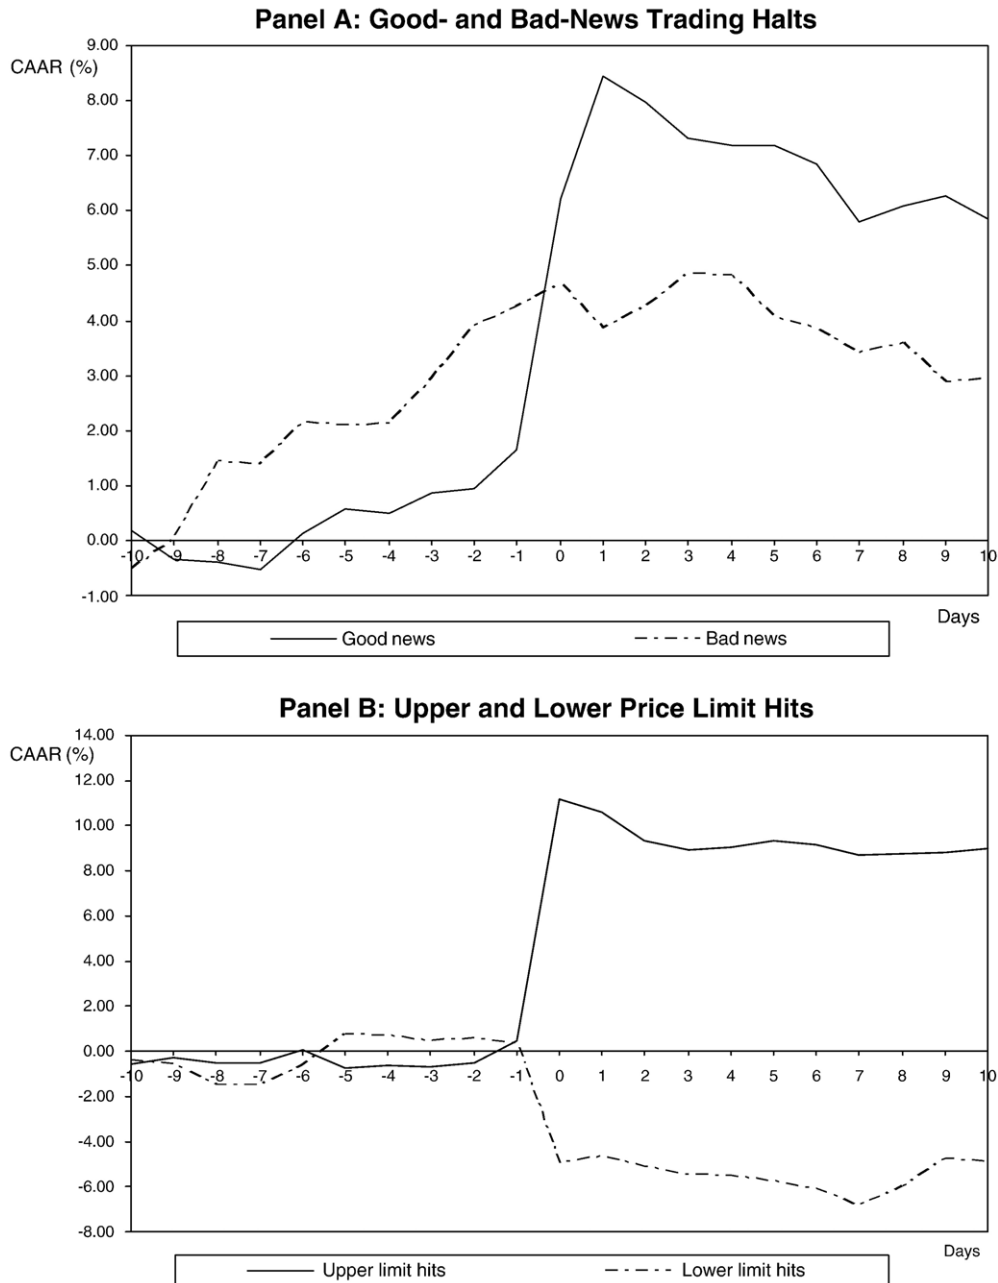 Panel A: Good- and Bad-News Trading Halts
CAAR (%)
9.00
8.00
7.00
6.00
5.00
4.00
3.00
2.00
1.00
0.00
-10 -9 -8 -7 -6 -5 -4 -3 -2 -1 0 1 2 3 4 5 6 7 8 9 10
-1.00
Days
Good news Bad news
Panel B: Upper and Lower Price Limit Hits
14.00
CAAR (%)
12.00
10.00
8.00
6.00
4.00
2.00
0.00
-10 -9 -8 -7 -6 -5 -4 -3 -2 -1 0 1 2 3 4 5 6 7 8 9 10
-2.00
-4.00
-6.00
-8.00
Days
Upper limit hits Lower limit hits